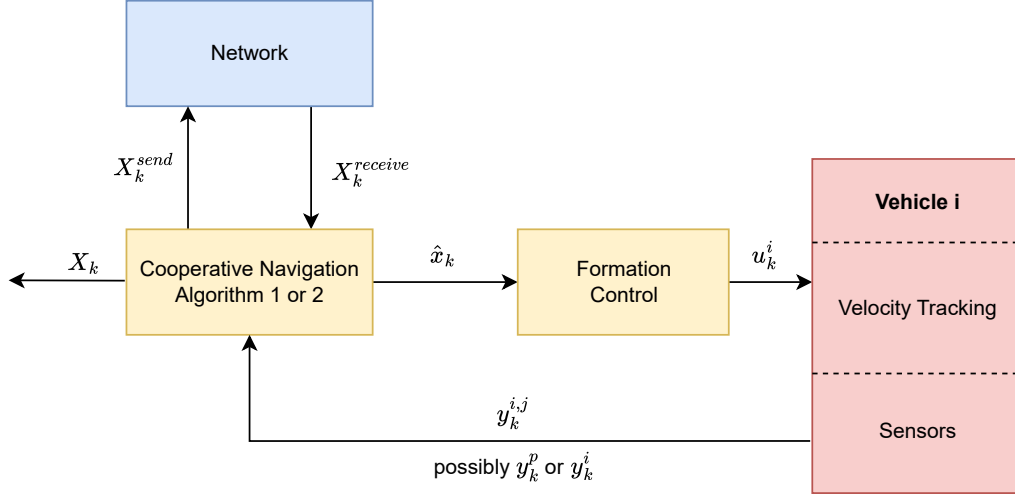 Network
$X_k^{send}$
$X_k^{receive}$
Vehicle i
$X_k$
Cooperative Navigation
Algorithm 1 or 2
$\hat{x}_k$
Formation
Control
$u_k^i$
Velocity Tracking
$y_k^{i,j}$
possibly $y_k^p$ or $y_k^i$
Sensors